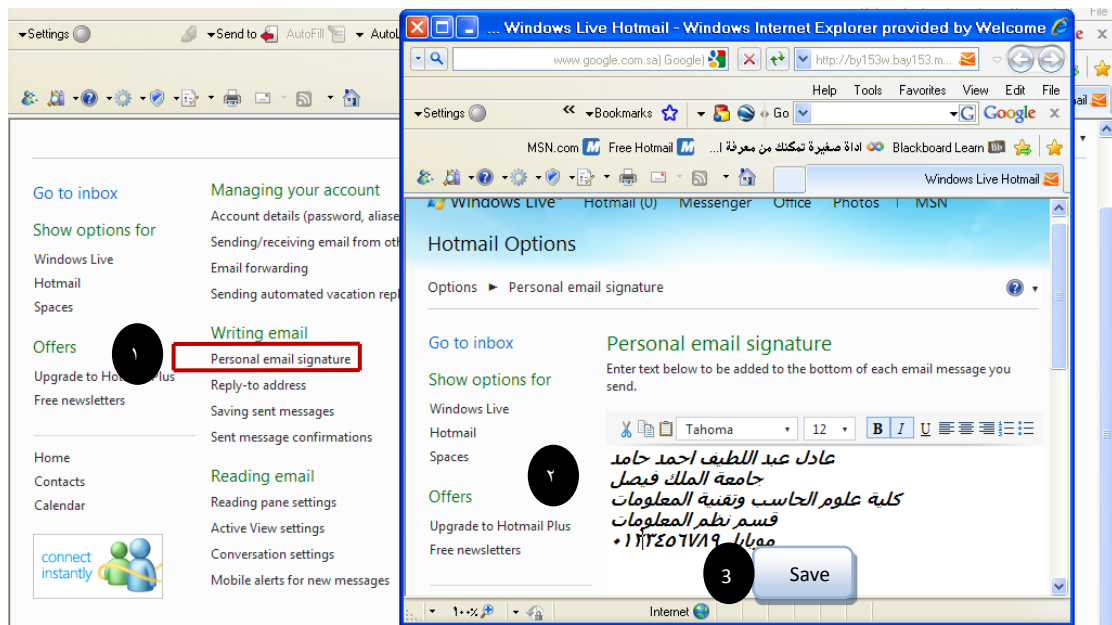 File
Settings
Send to
AutoFill
Go to inbox
Show options for
Windows Live
Hotmail
Spaces
Offers
١
Upgrade to Plus
Free newsletters
Home
Contacts
Calendar
connect
instantly
Managing your account
Account details (password, aliase
Sending/receiving email from ot
Email forwarding
Sending automated vacation repl
Writing email
Personal email signature
Reply-to address
Saving sent messages
Sent message confirmations
Reading email
Reading pane settings
Active View settings
Conversation settings
Mobile alerts for new messages
... Windows Live Hotmail - Windows Internet Explorer provided by Welcome
www.google.com.sa) Google)
http://by153w.bay153.m...
Help Tools Favorites View Edit File
Settings
Bookmarks
Go
Google
MSN.com
Free Hotmail
اداة صغيرة تمكنك من معرفة ا...
Blackboard Learn
Windows Live Hotmail
Windows Live™ Hotmail (0) Messenger Office Photos | MSN
Hotmail Options
Options ► Personal email signature
Go to inbox
Show options for
Windows Live
Hotmail
Spaces
Offers
Upgrade to Hotmail Plus
Free newsletters
Personal email signature
Enter text below to be added to the bottom of each email message you
send.
Tahoma 12 B I U
٢
عادل عبد اللطيف احمد حامد
جامعة الملك فيصل
كلية علوم الحاسب وتقنية المعلومات
قسم نظم المعلومات
موبايل ٠١٢٣٤٥٦٧٨٩
3
Save
١٠٠%
Internet